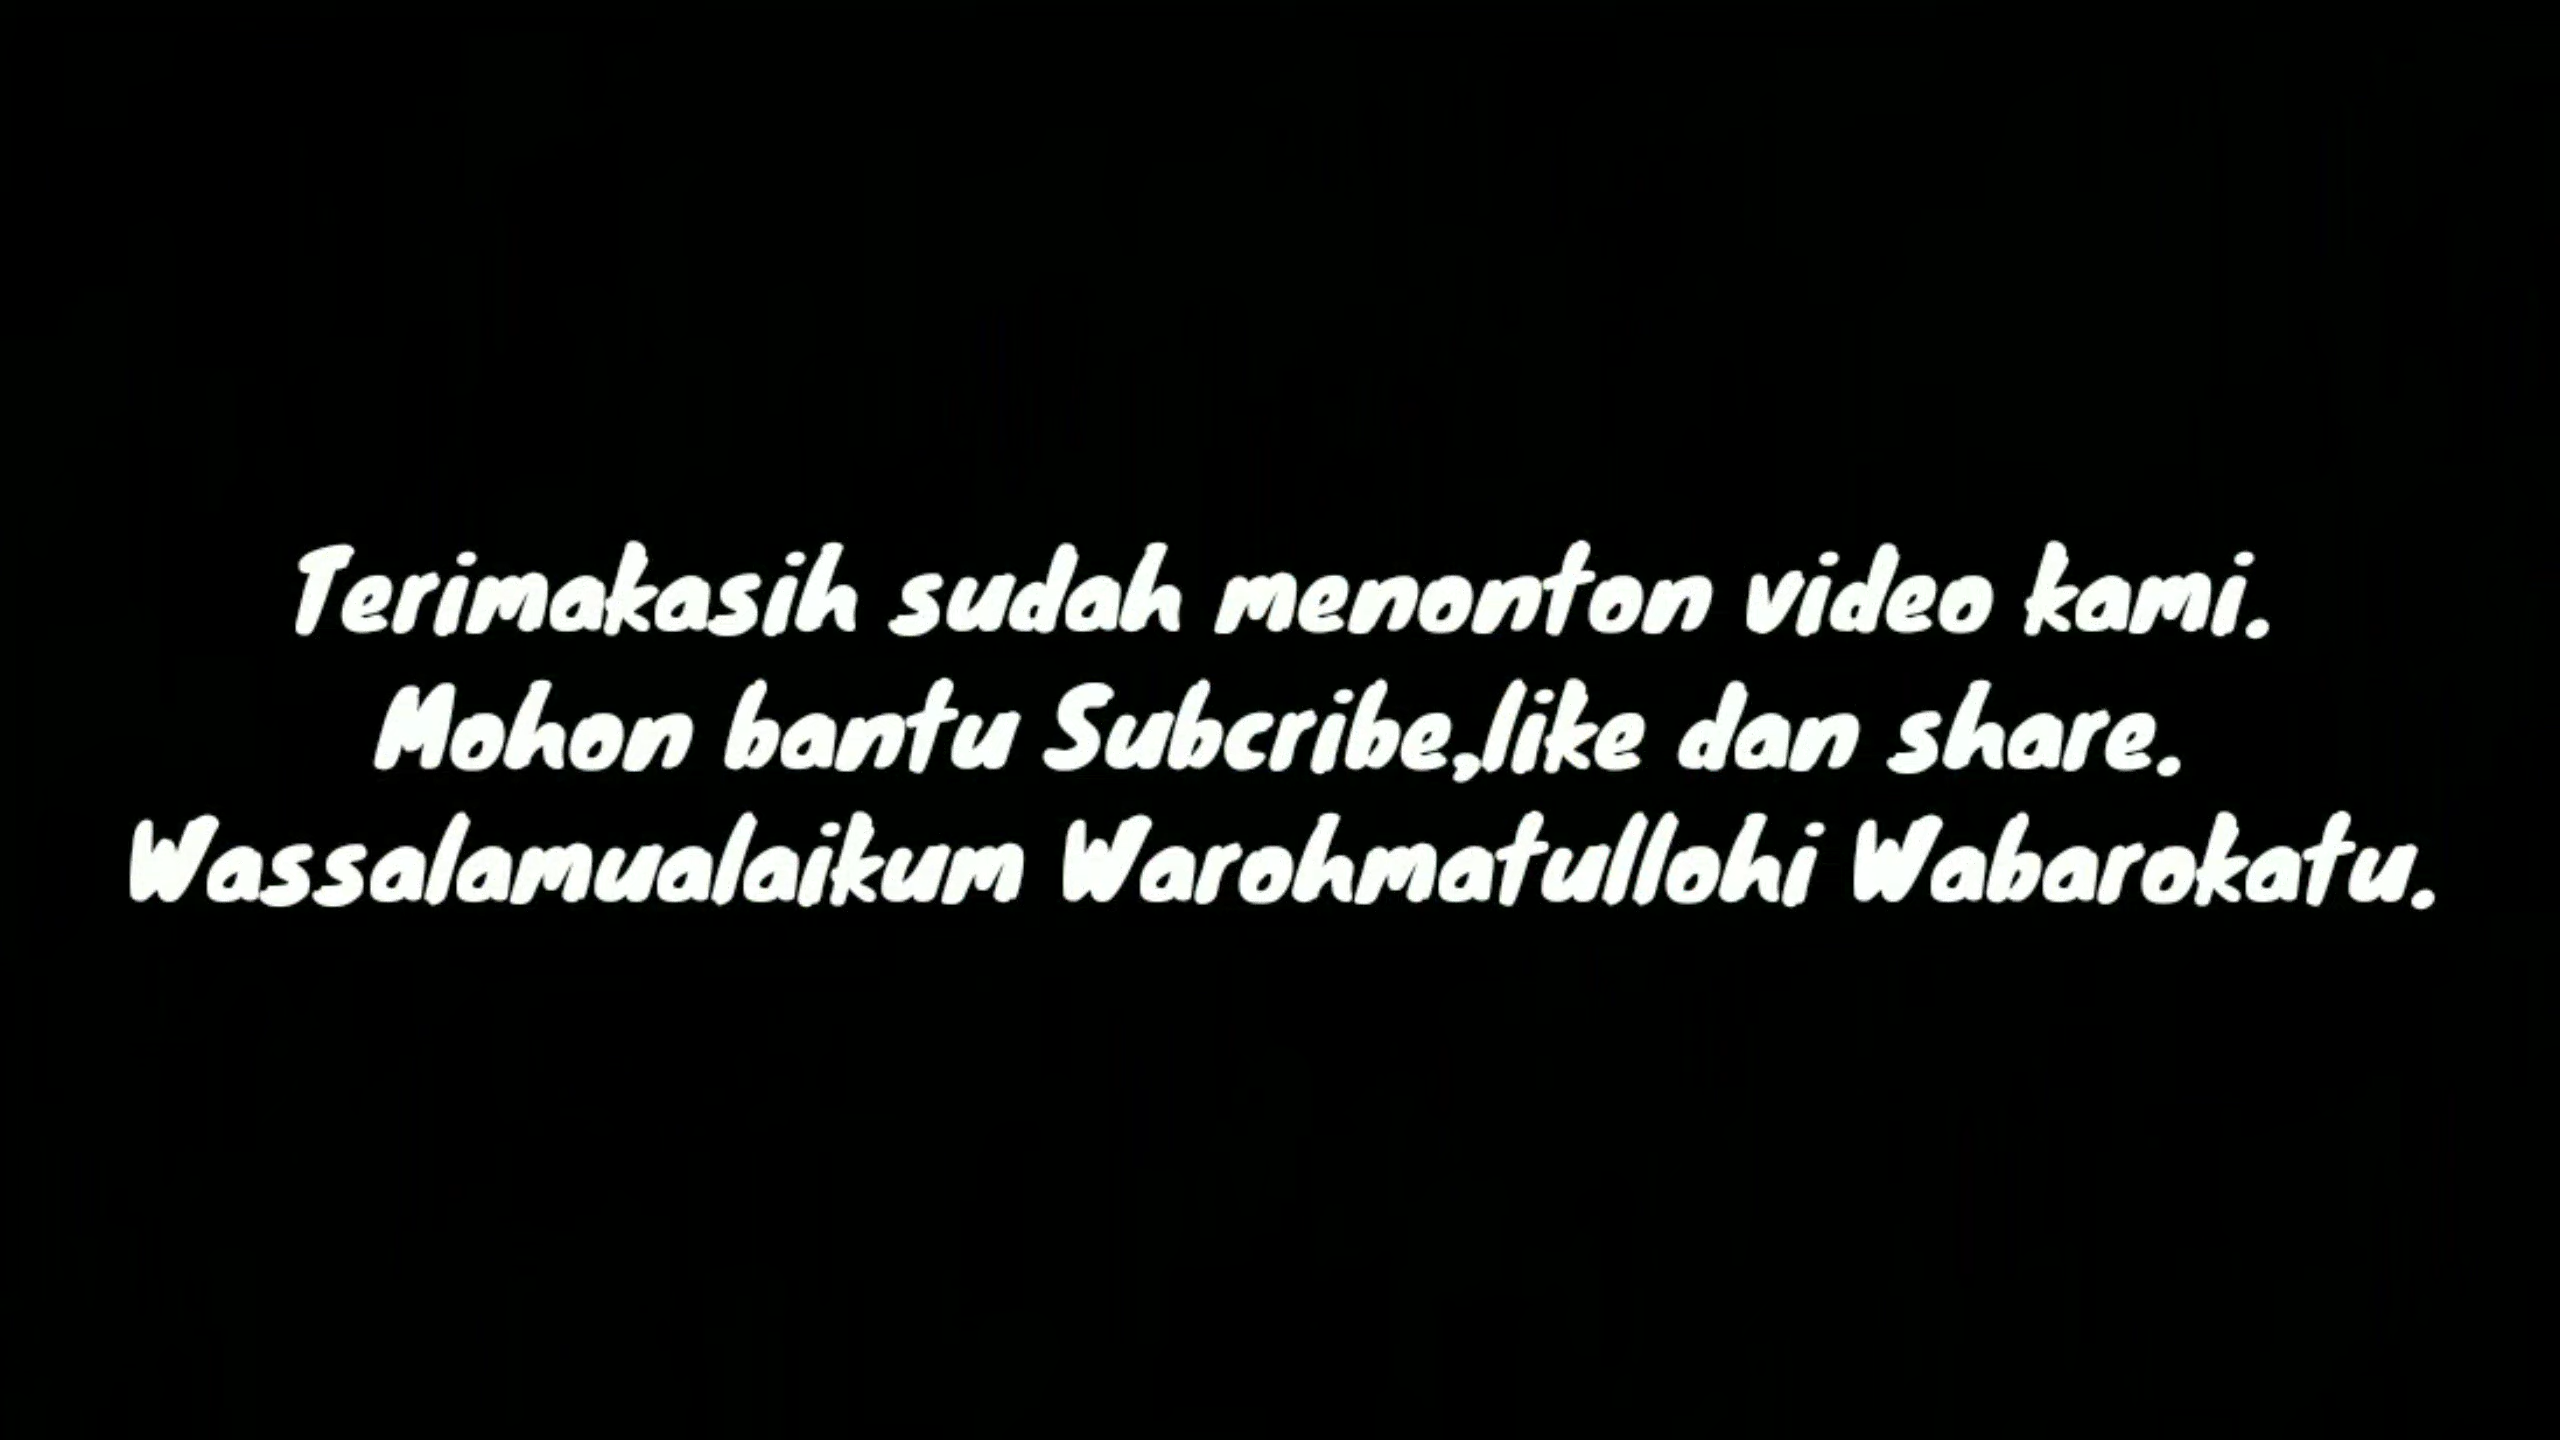 Terimakasih sudah menonton video kami.
Mohon bantu Subcribe,like dan share.
Wassalamualaikum Warohmatullohi Wabarokatu.